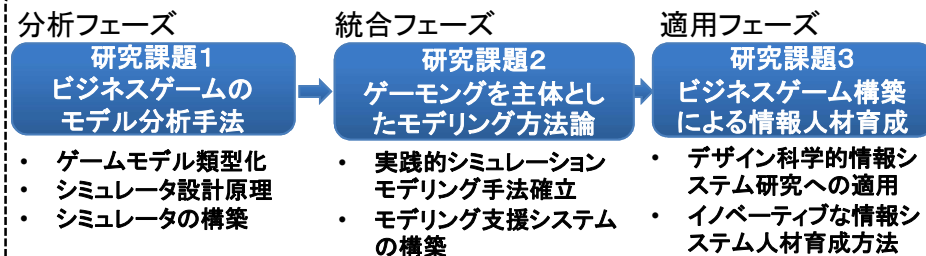 分析フェーズ
研究課題1
ビジネスゲームの
モデル分析手法
• ゲームモデル類型化
• シミュレータ設計原理
• シミュレータの構築
統合フェーズ
研究課題2
ゲーモングを主体とし
たモデリング方法論
• 実践的シミュレーション
モデリング手法確立
• モデリング支援システム
の構築
適用フェーズ
研究課題3
ビジネスゲーム構築
による情報人材育成
• デザイン科学的情報シ
ステム研究への適用
• イノベーティブな情報シ
ステム人材育成方法